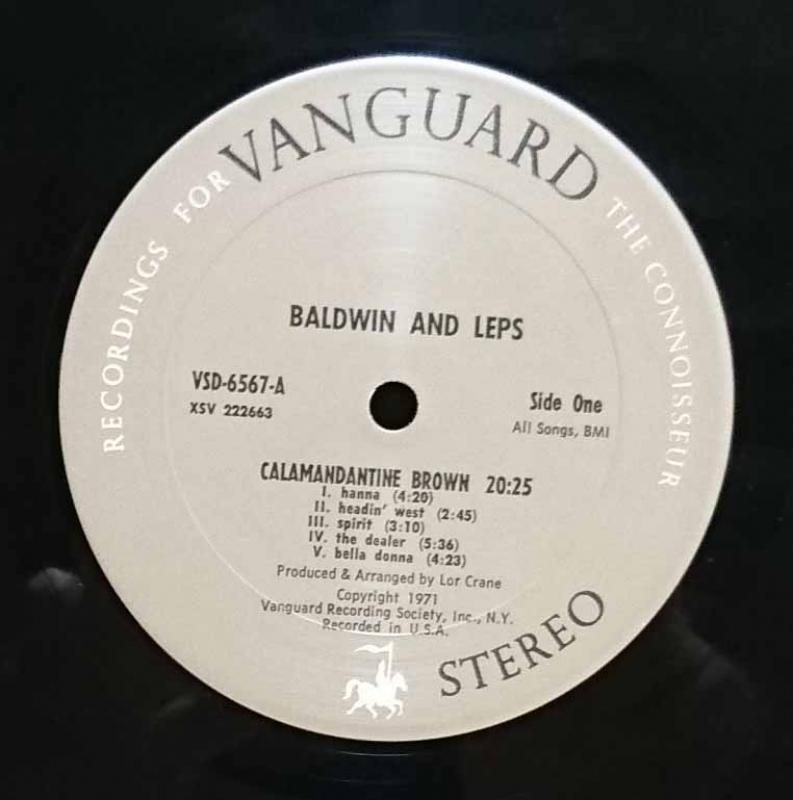 RECORDINGS FOR VANGUARD THE CONNOISSEUR
BALDWIN AND LEPS
VSD-6567-A
XSV 222663
Side One
All Songs, BMI
CALAMANDANTINE BROWN 20:25
I. hanna (4:20)
II. headin' west (2:45)
III. spirit (3:10)
IV. the dealer (5:36)
V. bella donna (4:23)
Produced & Arranged by Lor Crane
Copyright 1971
Vanguard Recording Society, Inc., N.Y.
Recorded in U.S.A.
STEREO